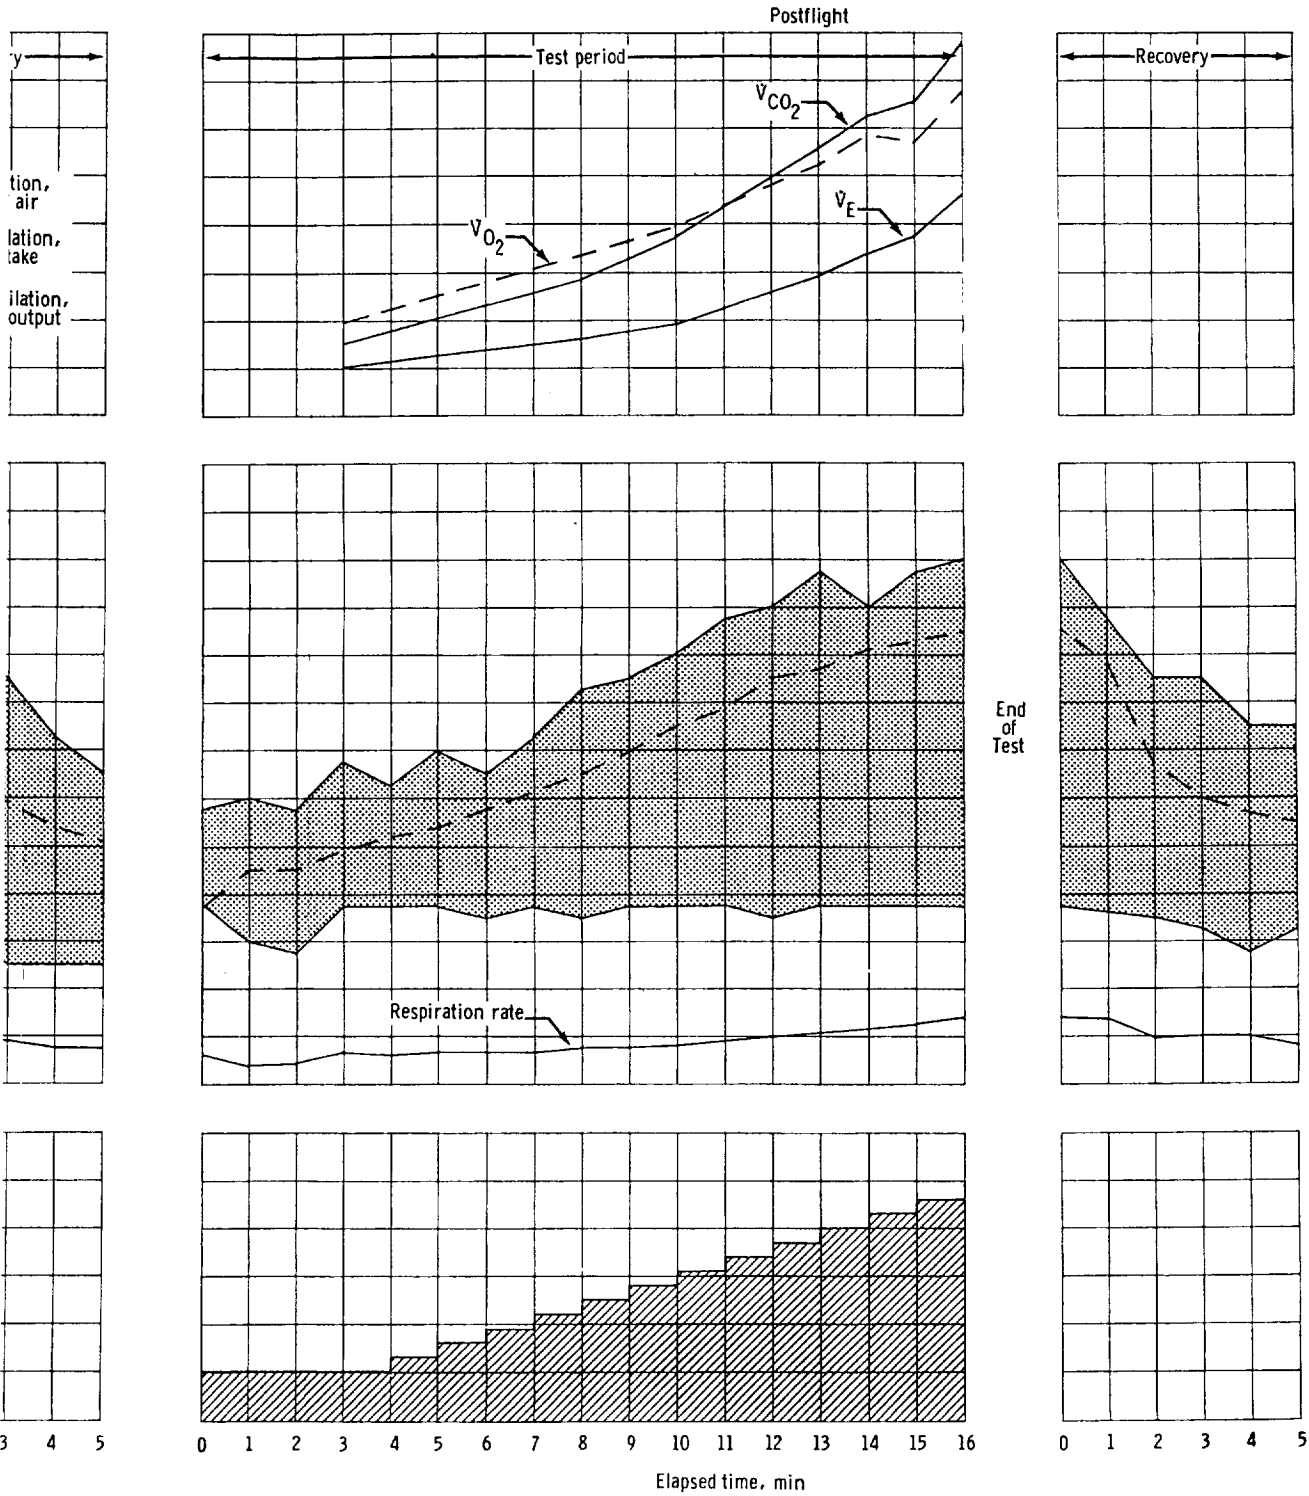 Postflight
y
Test period
Recovery
V̇CO2
tion,
air
V̇E
lation,
take
V̇O2
ilation,
output
End
of
Test
Respiration rate
3 4 5
0 1 2 3 4 5 6 7 8 9 10 11 12 13 14 15 16
0 1 2 3 4 5
Elapsed time, min